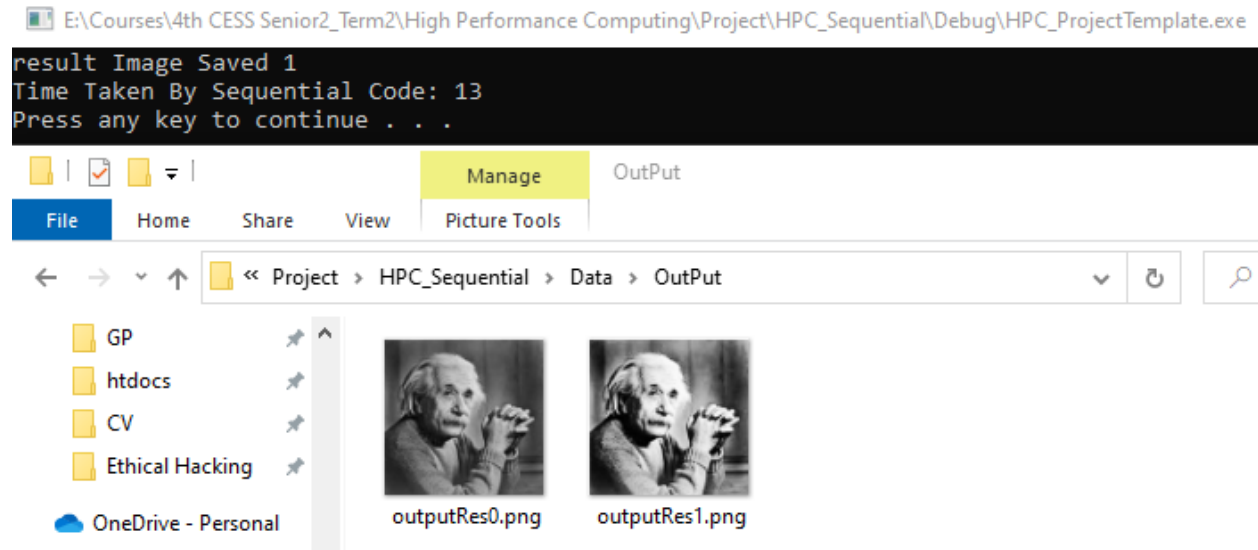 E:\Courses\4th CESS Senior2_Term2\High Performance Computing\Project\HPC_Sequential\Debug\HPC_ProjectTemplate.exe
result Image Saved 1
Time Taken By Sequential Code: 13
Press any key to continue . . .
Manage OutPut
File Home Share View Picture Tools
« Project › HPC_Sequential › Data › OutPut
GP
htdocs
CV
Ethical Hacking
OneDrive - Personal
outputRes0.png outputRes1.png